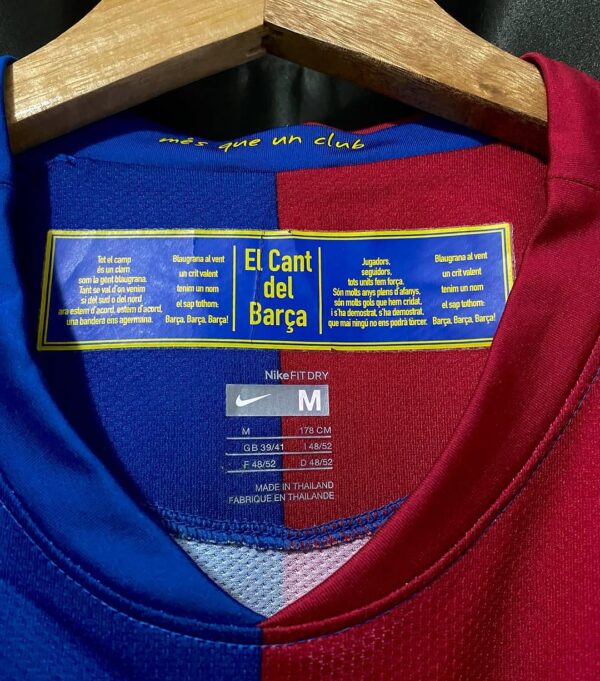 més que un club
Tot el camp
és un clam
som la gent blaugrana.
Tant se val d'on venim
si del sud o del nord
ara estem d'acord, estem d'acord,
una bandera ens agermana.
Blaugrana al vent
un crit valent
tenim un nom
el sap tothom:
Barça, Barça, Barça!
El Cant
del
Barça
Jugadors,
seguidors,
tots units fem força.
Són molts anys plens d'afanys,
són molts gols que hem cridat,
i s'ha demostrat, s'ha demostrat,
que mai ningú no ens podrà tòrcer.
Blaugrana al vent
un crit valent
tenim un nom
el sap tothom:
Barça, Barça, Barça!
NikeFIT DRY
M
M 178 CM
GB 39/41 I 48/52
F 48/52 D 48/52
MADE IN THAILAND
FABRIQUE EN THAILANDE